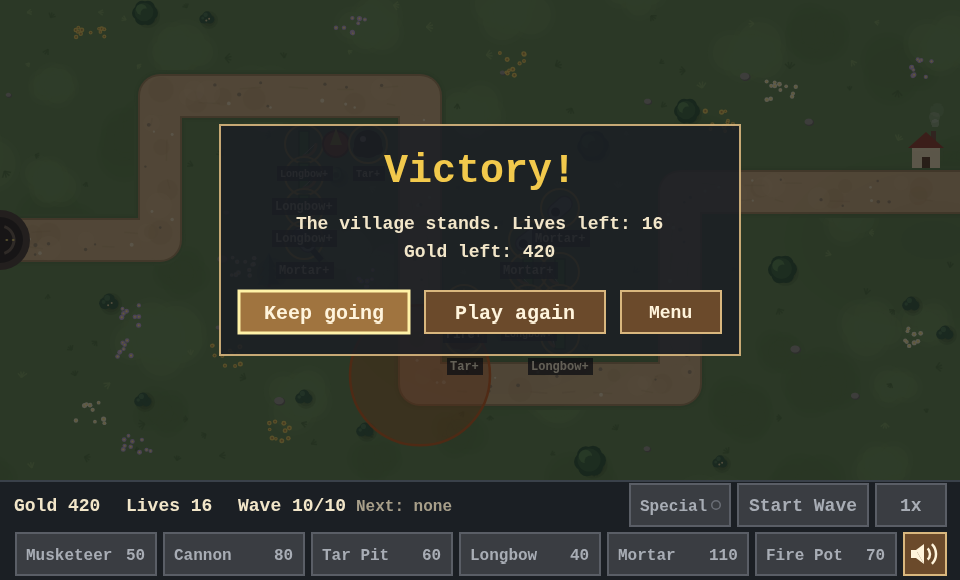 Longbow+ Tar+
Victory!
Longbow+
The village stands. Lives left: 16
Longbow+ Mortar+
Gold left: 420
Mortar+ Mortar+
Keep going Play again Menu
Tar+ Longbow+
Gold 420 Lives 16 Wave 10/10 Next: none Special Start Wave 1x
Musketeer 50 Cannon 80 Tar Pit 60 Longbow 40 Mortar 110 Fire Pot 70